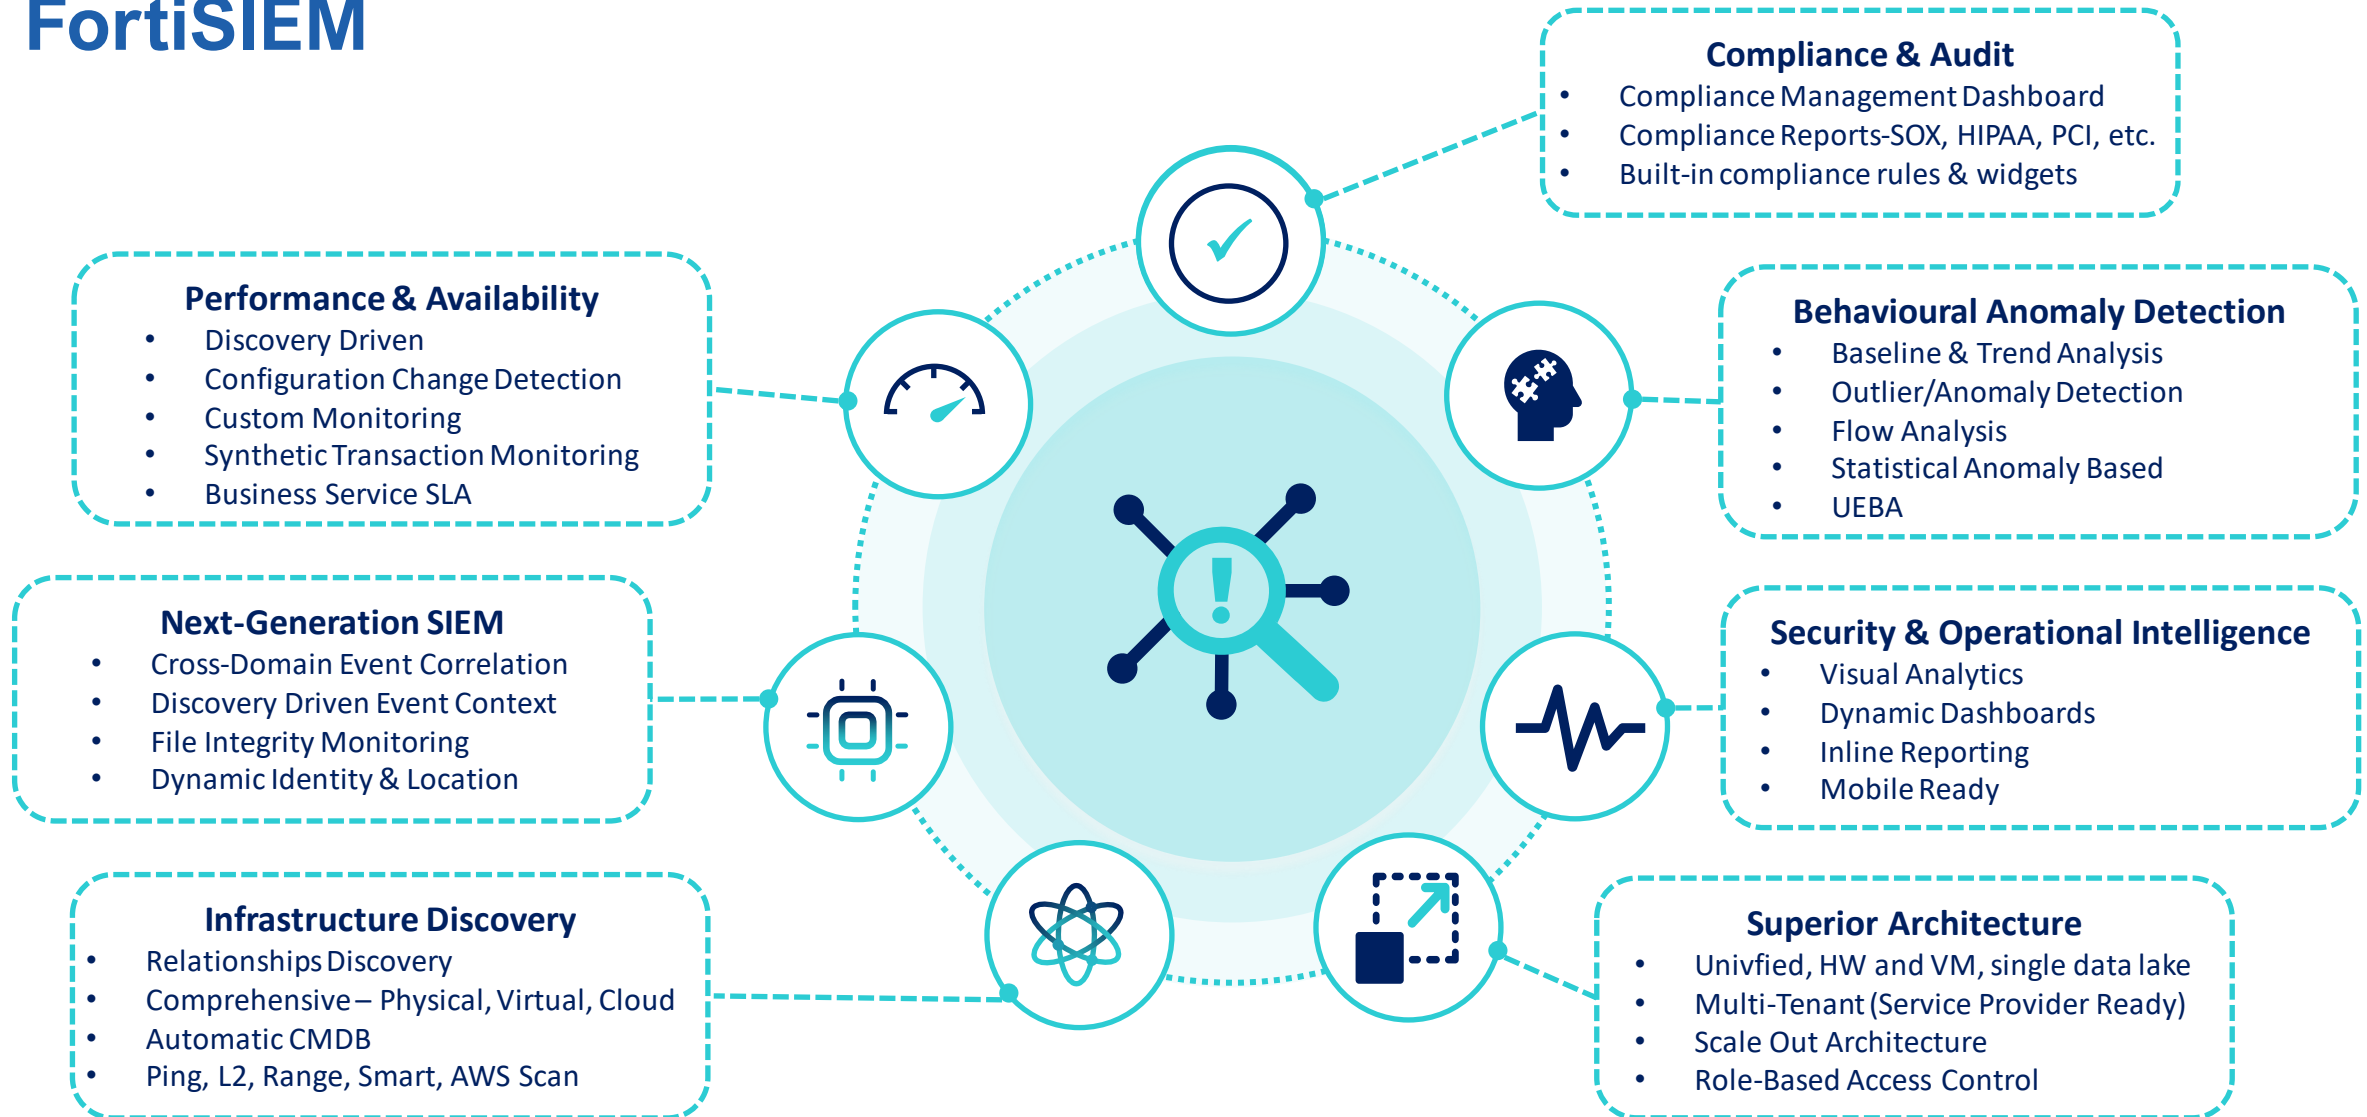 FortiSIEM
Compliance & Audit
• Compliance Management Dashboard
• Compliance Reports-SOX, HIPAA, PCI, etc.
• Built-in compliance rules & widgets
Performance & Availability
• Discovery Driven
• Configuration Change Detection
• Custom Monitoring
• Synthetic Transaction Monitoring
• Business Service SLA
Behavioural Anomaly Detection
• Baseline & Trend Analysis
• Outlier/Anomaly Detection
• Flow Analysis
• Statistical Anomaly Based
• UEBA
Next-Generation SIEM
• Cross-Domain Event Correlation
• Discovery Driven Event Context
• File Integrity Monitoring
• Dynamic Identity & Location
Security & Operational Intelligence
• Visual Analytics
• Dynamic Dashboards
• Inline Reporting
• Mobile Ready
Infrastructure Discovery
• Relationships Discovery
• Comprehensive – Physical, Virtual, Cloud
• Automatic CMDB
• Ping, L2, Range, Smart, AWS Scan
Superior Architecture
• Univfied, HW and VM, single data lake
• Multi-Tenant (Service Provider Ready)
• Scale Out Architecture
• Role-Based Access Control